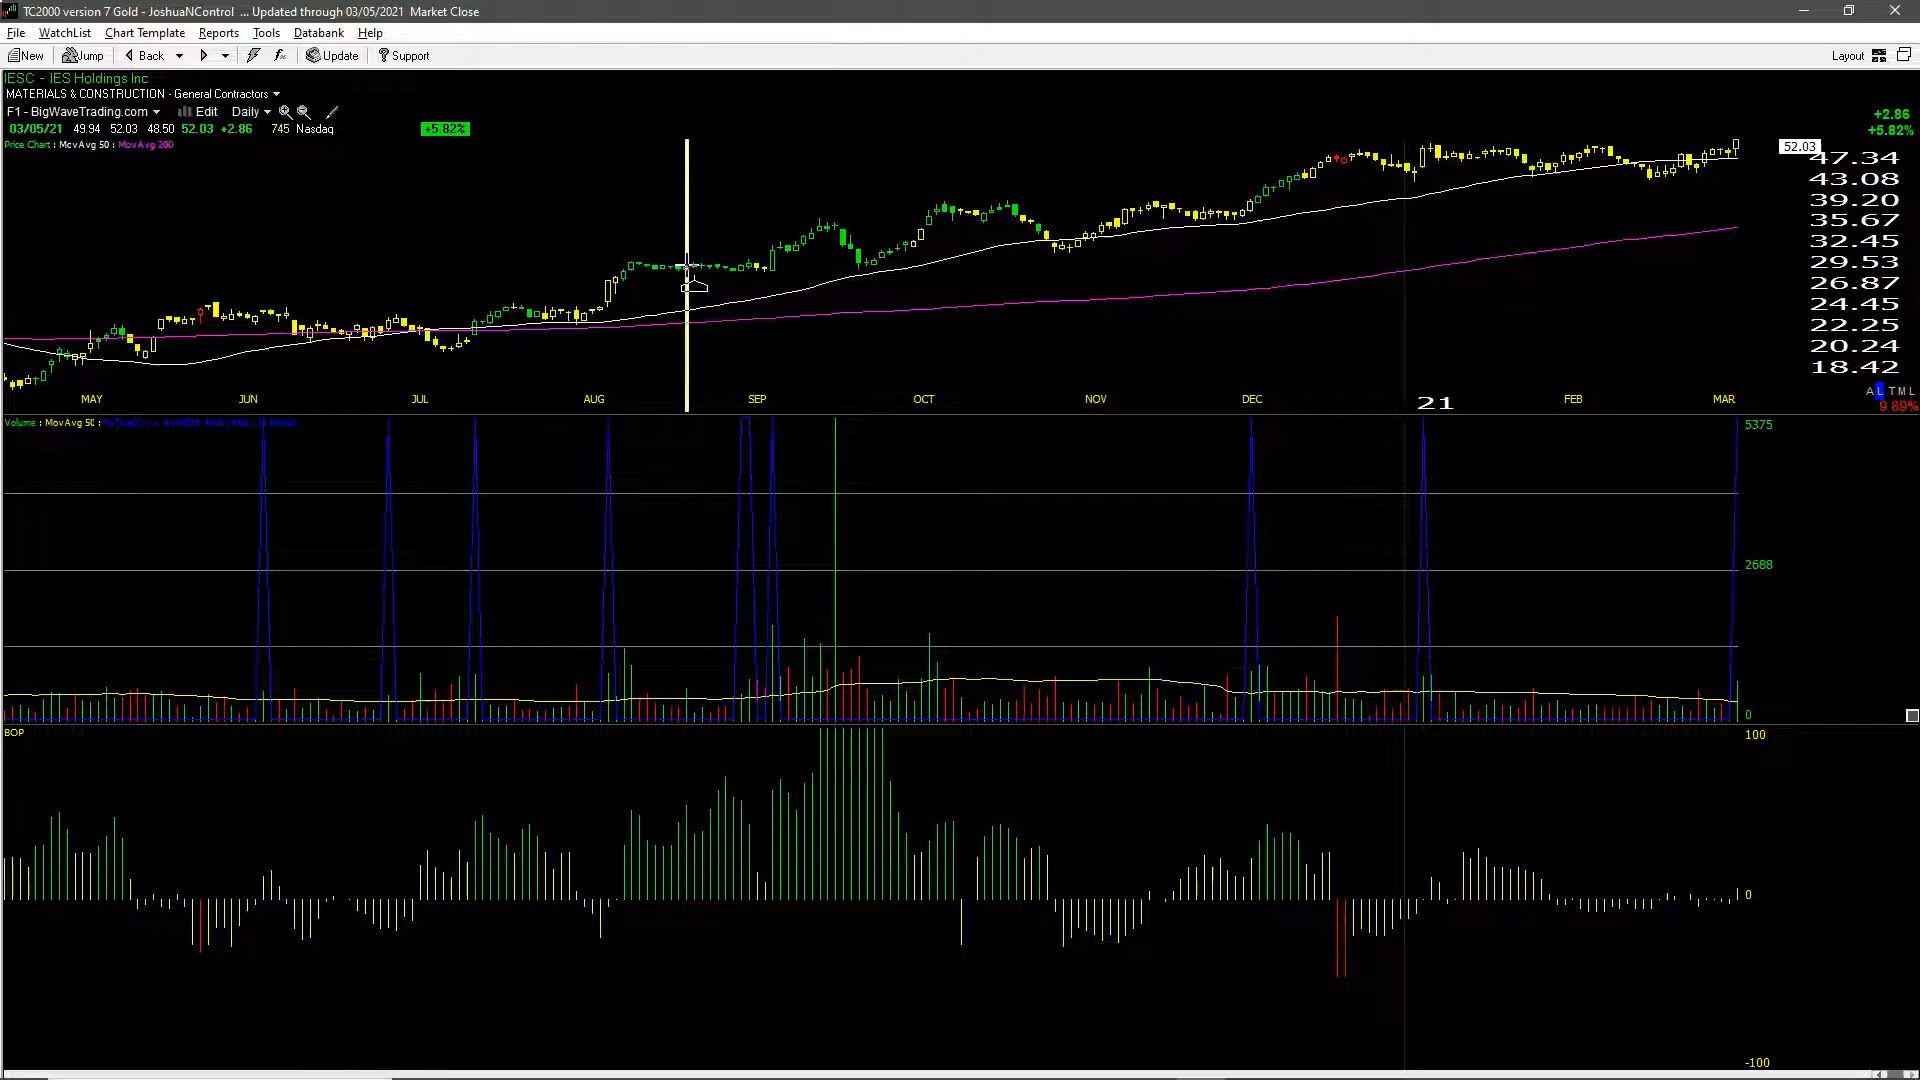 TC2000 version 7 Gold - JoshuaNControl ... Updated through 03/05/2021 Market Close
File WatchList Chart Template Reports Tools Databank Help
New Jump Back Update Support Layout
IESC - IES Holdings Inc
MATERIALS & CONSTRUCTION - General Contractors
F1 - BigWaveTrading.com Edit Daily
+2.86
03/05/21 49.94 52.03 48.50 52.03 +2.86 745 Nasdaq +5.82%
+5.82%
Price Chart : MovAvg 50 : MovAvg 200
52.03
47.34
43.08
39.20
35.67
32.45
29.53
26.87
24.45
22.25
20.24
18.42
A L T M L
MAY JUN JUL AUG SEP OCT NOV DEC 21 FEB MAR
9.89%
Volume : MovAvg 50 :
5375
2688
0
BOP
100
0
-100